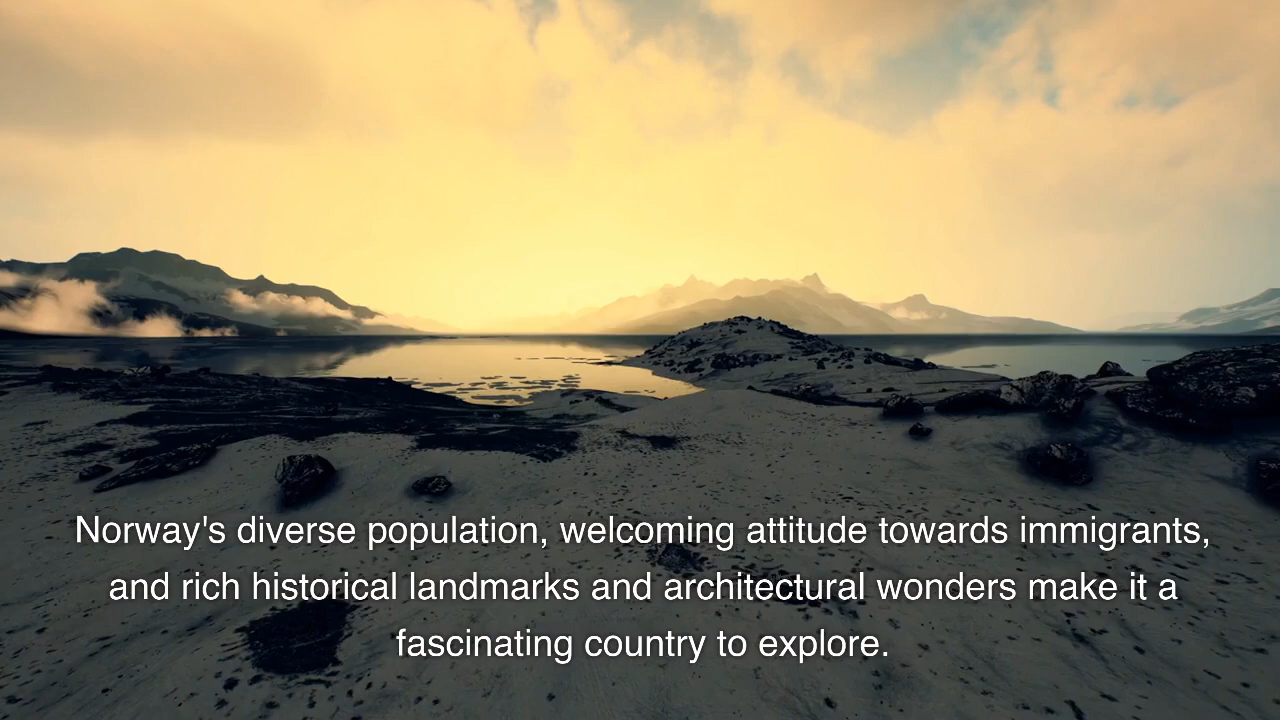 Norway's diverse population, welcoming attitude towards immigrants,
and rich historical landmarks and architectural wonders make it a
fascinating country to explore.